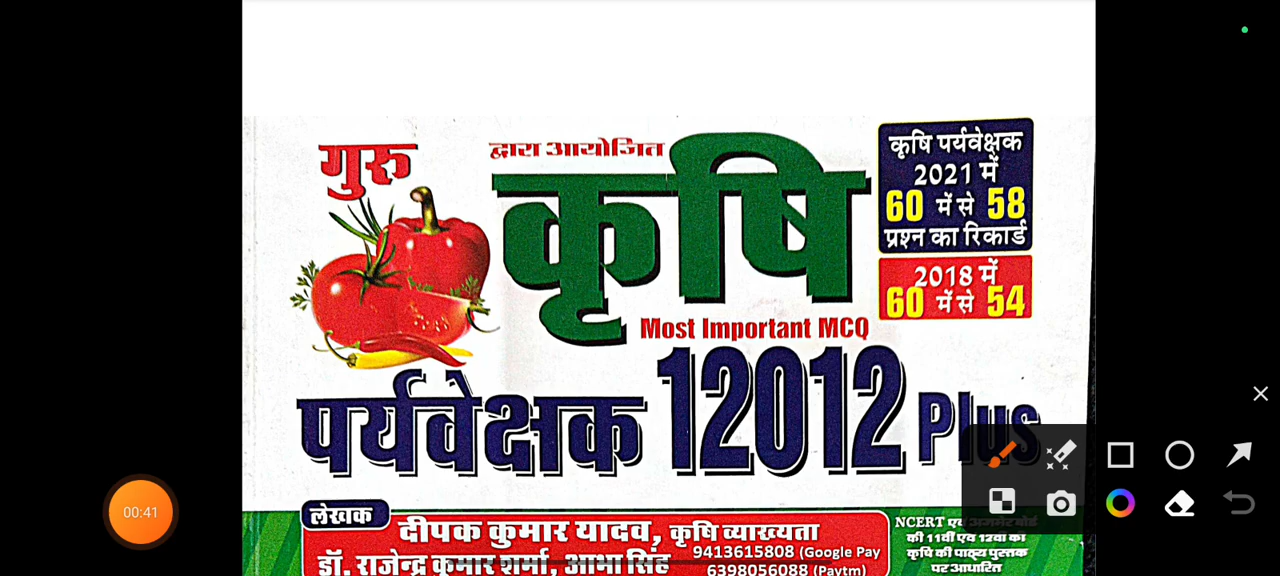 गुरु
द्वारा आयोजित
कृषि
कृषि पर्यवेक्षक
2021 में
60 में से 58
प्रश्न का रिकार्ड
2018 में
60 में से 54
Most Important MCQ
पर्यवेक्षक 12012 Plus
लेखक
दीपक कुमार यादव, कृषि व्याख्यता
डॉ. राजेन्द्र कुमार शर्मा, आभा सिंह
9413615808 (Google Pay
6398056088 (Paytm)
NCERT एवं अजमेर बोर्ड
की 11वीं एवं 12वीं की
कृषि की पाठ्य पुस्तक
पर आधारित
00:41